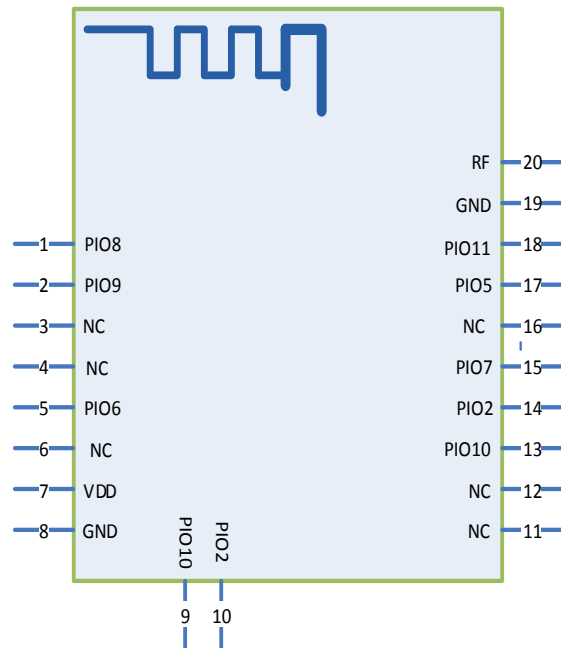 RF 20
GND 19
1 PIO8
PIO11 18
2 PIO9
PIO5 17
3 NC
NC 16
4 NC
PIO7 15
5 PIO6
PIO2 14
6 NC
PIO10 13
7 VDD
NC 12
8 GND
NC 11
PIO10
PIO2
9 10